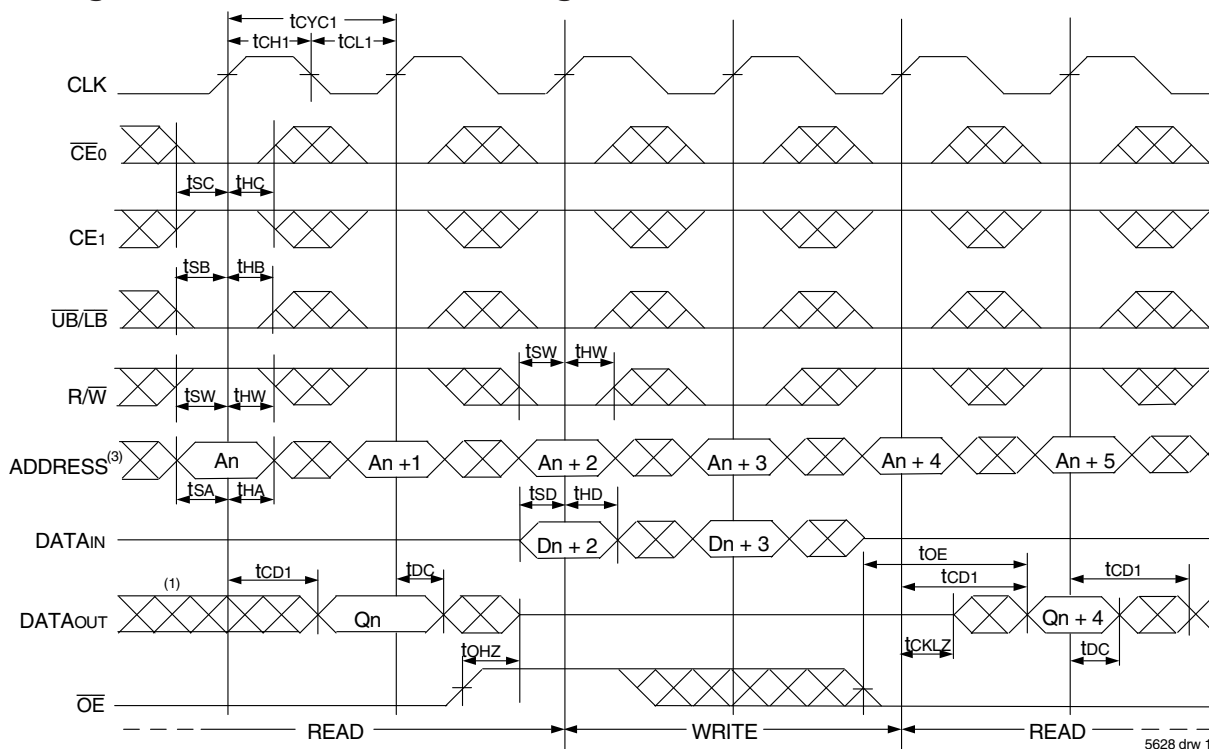 tCYC1
tCH1 tCL1
CLK
CE0
tSC tHC
CE1
tSB tHB
UB/LB
tSW tHW
R/W
tSW tHW
ADDRESS(3) An An +1 An + 2 An + 3 An + 4 An + 5
tSA tHA
tSD tHD
DATAIN Dn + 2 Dn + 3
tOE
(1) tCD1 tDC tCD1 tCD1
DATAOUT Qn Qn + 4
tOHZ tCKLZ tDC
OE
READ WRITE READ
5628 drw 1